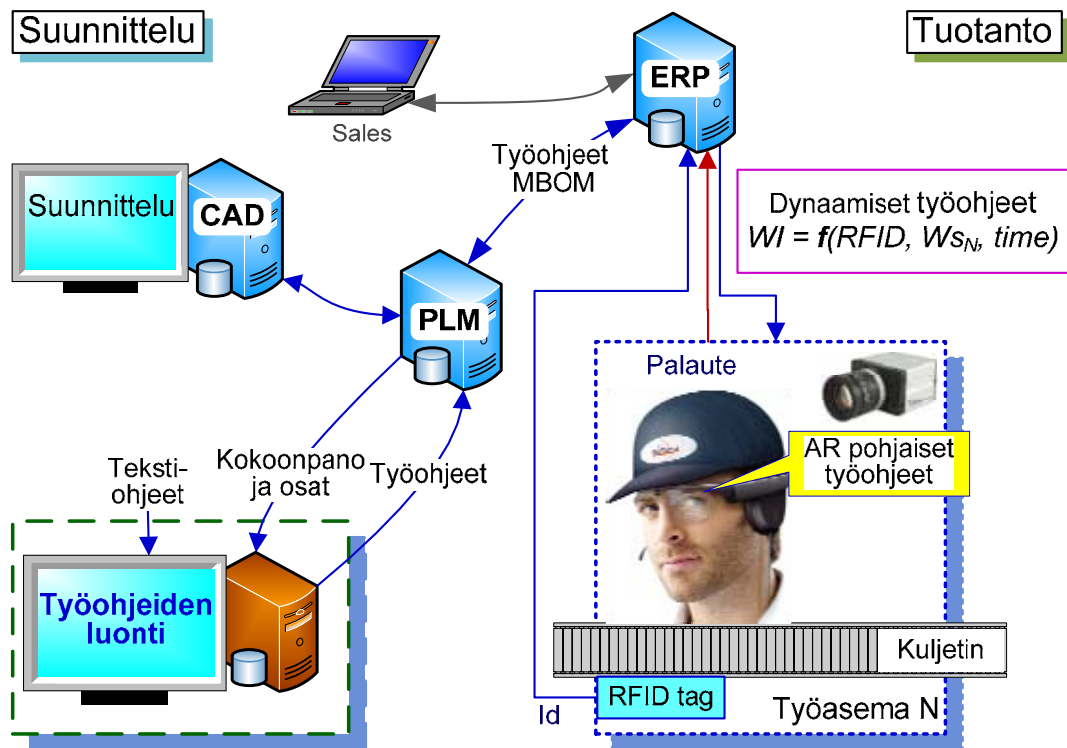 Suunnittelu
Tuotanto
ERP
Sales
Työohjeet
MBOM
Suunnittelu
CAD
Dynaamiset työohjeet
WI = f(RFID, WsN, time)
PLM
Palaute
AR pohjaiset
työohjeet
Teksti-
ohjeet
Kokoonpano
ja osat
Työohjeet
Työohjeiden
luonti
Kuljetin
RFID tag
Id
Työasema N